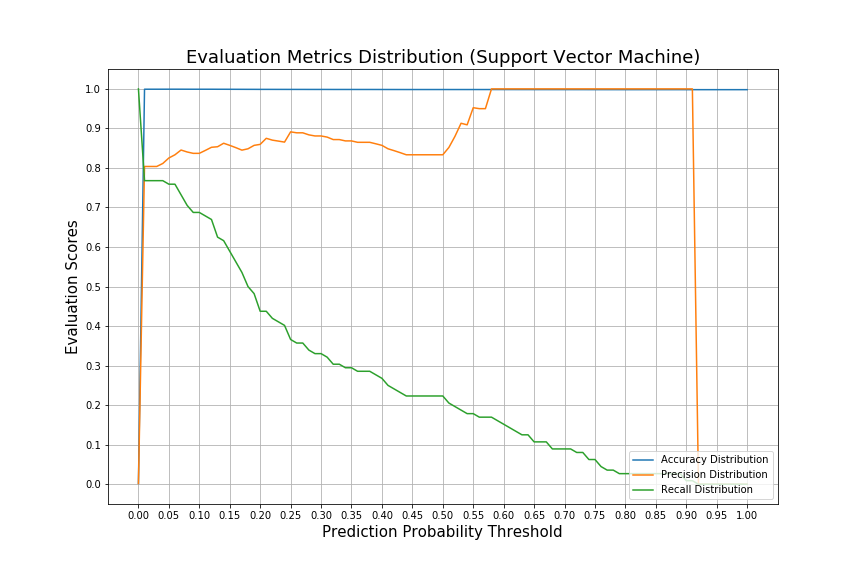 Evaluation Metrics Distribution (Support Vector Machine)
Evaluation Scores
1.0
0.9
0.8
0.7
0.6
0.5
0.4
0.3
0.2
0.1
0.0
Accuracy Distribution
Precision Distribution
Recall Distribution
0.00 0.05 0.10 0.15 0.20 0.25 0.30 0.35 0.40 0.45 0.50 0.55 0.60 0.65 0.70 0.75 0.80 0.85 0.90 0.95 1.00
Prediction Probability Threshold